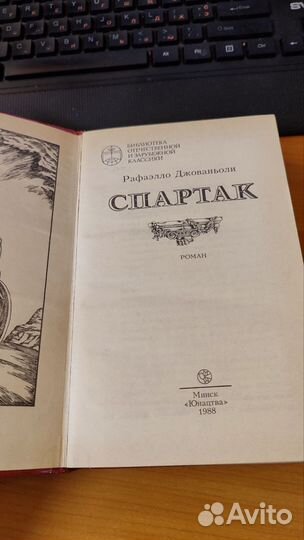 БИБЛИОТЕКА
ОТЕЧЕСТВЕННОЙ
И ЗАРУБЕЖНОЙ
КЛАССИКИ
Рафаэлло Джованьоли
СПАРТАК
РОМАН
Минск
«Юнацтва»
1988
Avito